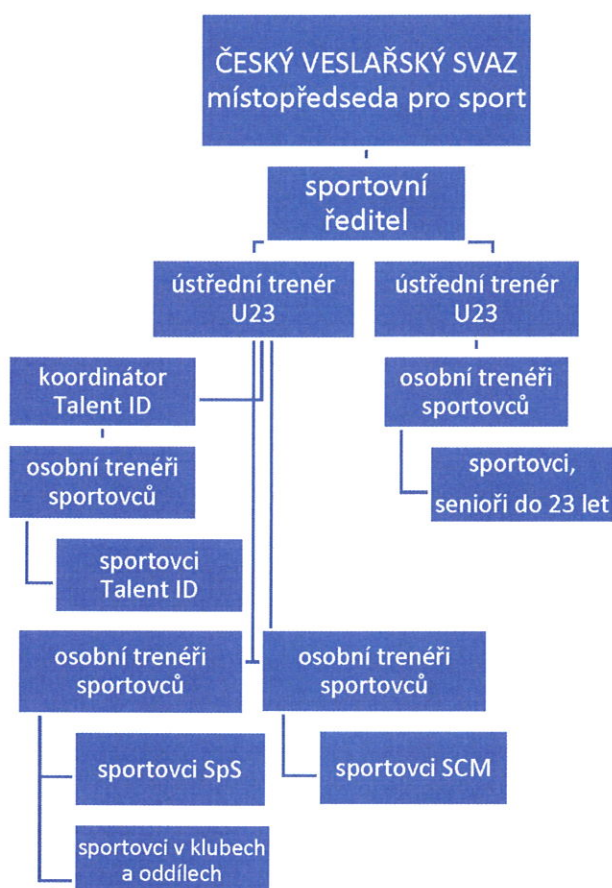 ČESKÝ VESLAŘSKÝ SVAZ
místopředseda pro sport
sportovní
ředitel
ústřední trenér
U23
ústřední trenér
U23
koordinátor
Talent ID
osobní trenéři
sportovců
osobní trenéři
sportovců
sportovci,
senioři do 23 let
sportovci
Talent ID
osobní trenéři
sportovců
osobní trenéři
sportovců
sportovci SpS
sportovci SCM
sportovci v klubech
a oddílech